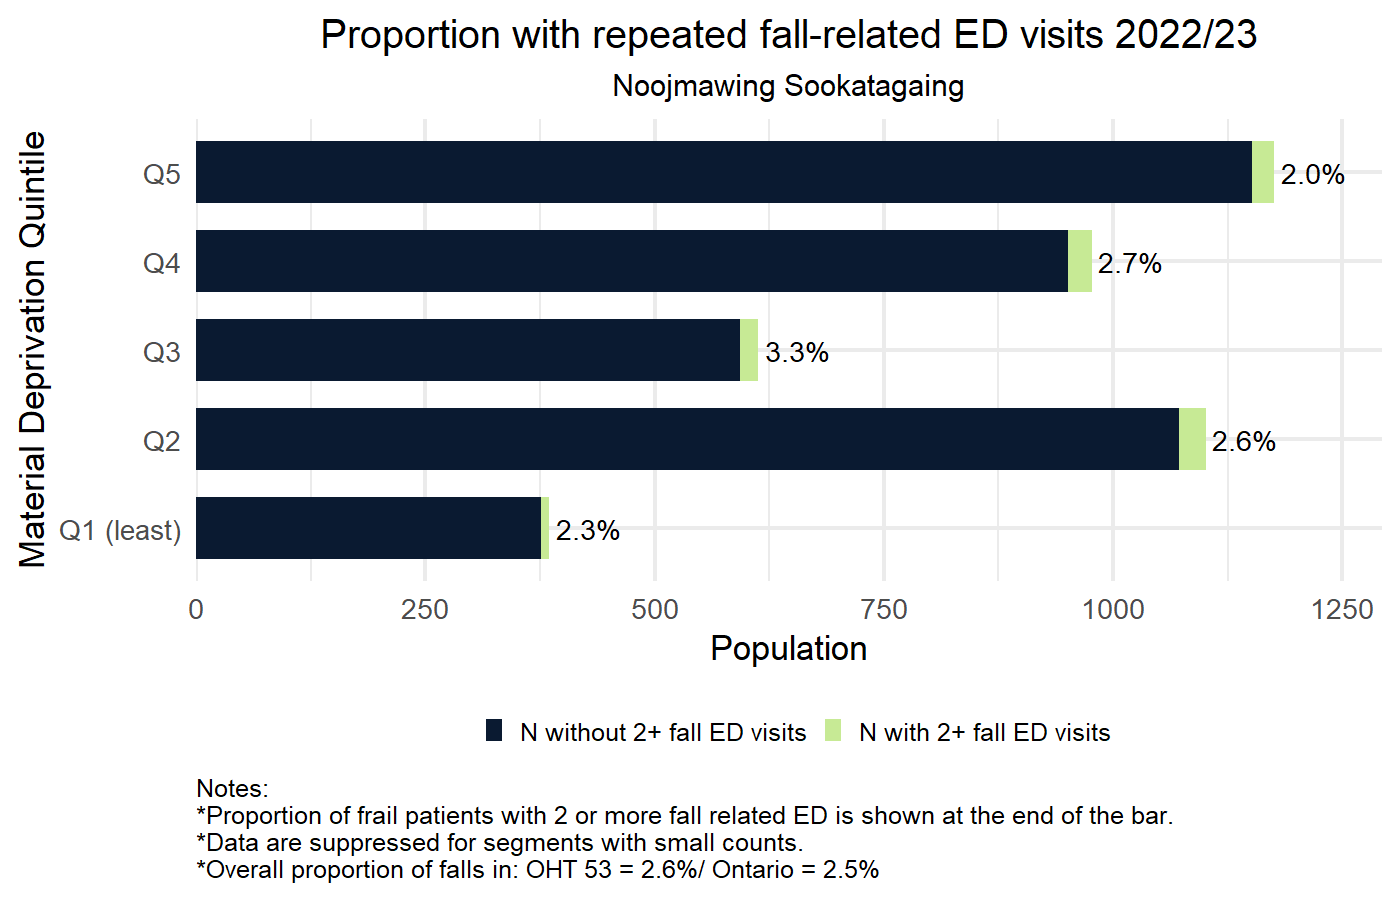 Proportion with repeated fall-related ED visits 2022/23
Noojmawing Sookatagaing
Material Deprivation Quintile
Q5
2.0%
Q4
2.7%
Q3
3.3%
Q2
2.6%
Q1 (least)
2.3%
0 250 500 750 1000 1250
Population
N without 2+ fall ED visits N with 2+ fall ED visits
Notes:
*Proportion of frail patients with 2 or more fall related ED is shown at the end of the bar.
*Data are suppressed for segments with small counts.
*Overall proportion of falls in: OHT 53 = 2.6%/ Ontario = 2.5%